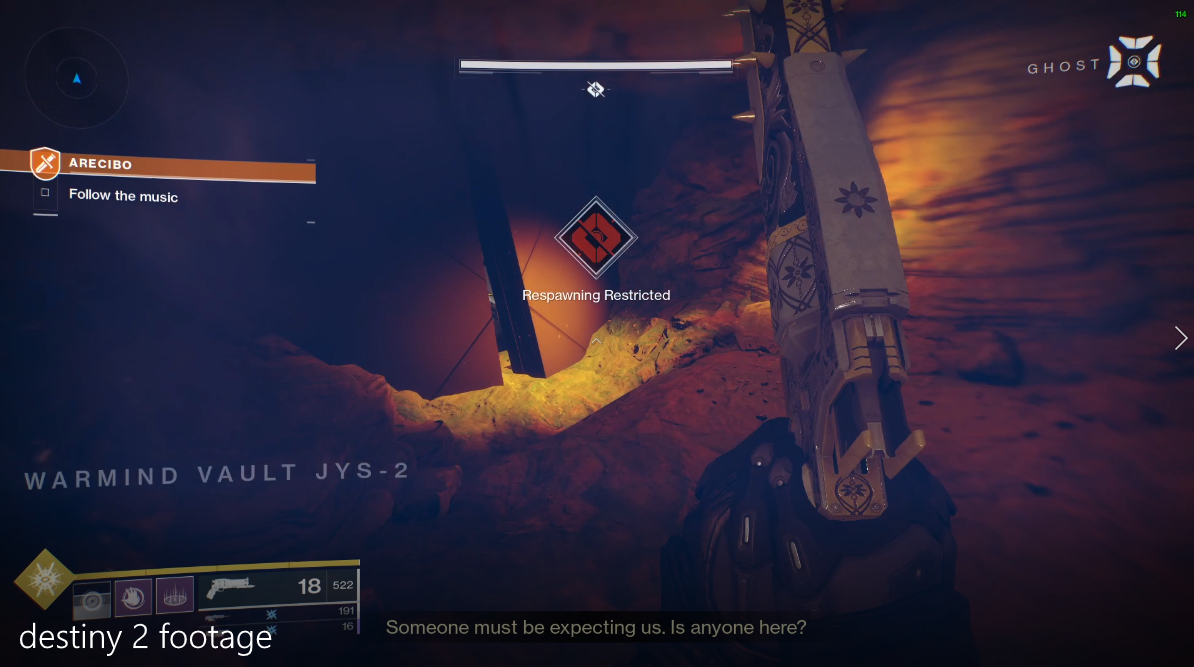 114
GHOST
ARECIBO
Follow the music
Respawning Restricted
WARMIND VAULT JYS-2
18 522
191
16
destiny 2 footage
Someone must be expecting us. Is anyone here?